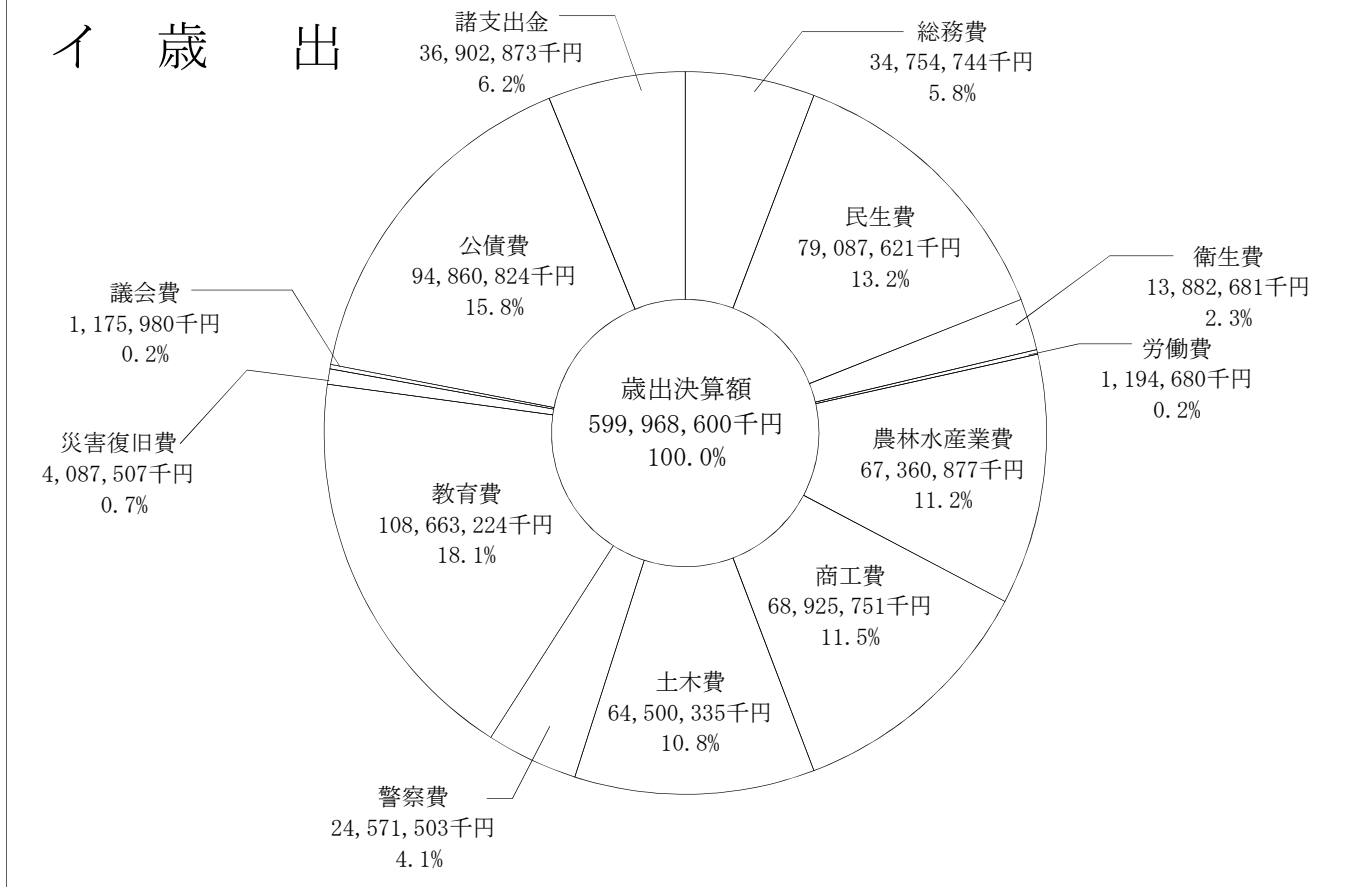 イ 歳 出
諸支出金
36,902,873千円
6.2%
総務費
34,754,744千円
5.8%
民生費
79,087,621千円
13.2%
衛生費
13,882,681千円
2.3%
労働費
1,194,680千円
0.2%
農林水産業費
67,360,877千円
11.2%
商工費
68,925,751千円
11.5%
土木費
64,500,335千円
10.8%
警察費
24,571,503千円
4.1%
教育費
108,663,224千円
18.1%
災害復旧費
4,087,507千円
0.7%
議会費
1,175,980千円
0.2%
公債費
94,860,824千円
15.8%
歳出決算額
599,968,600千円
100.0%